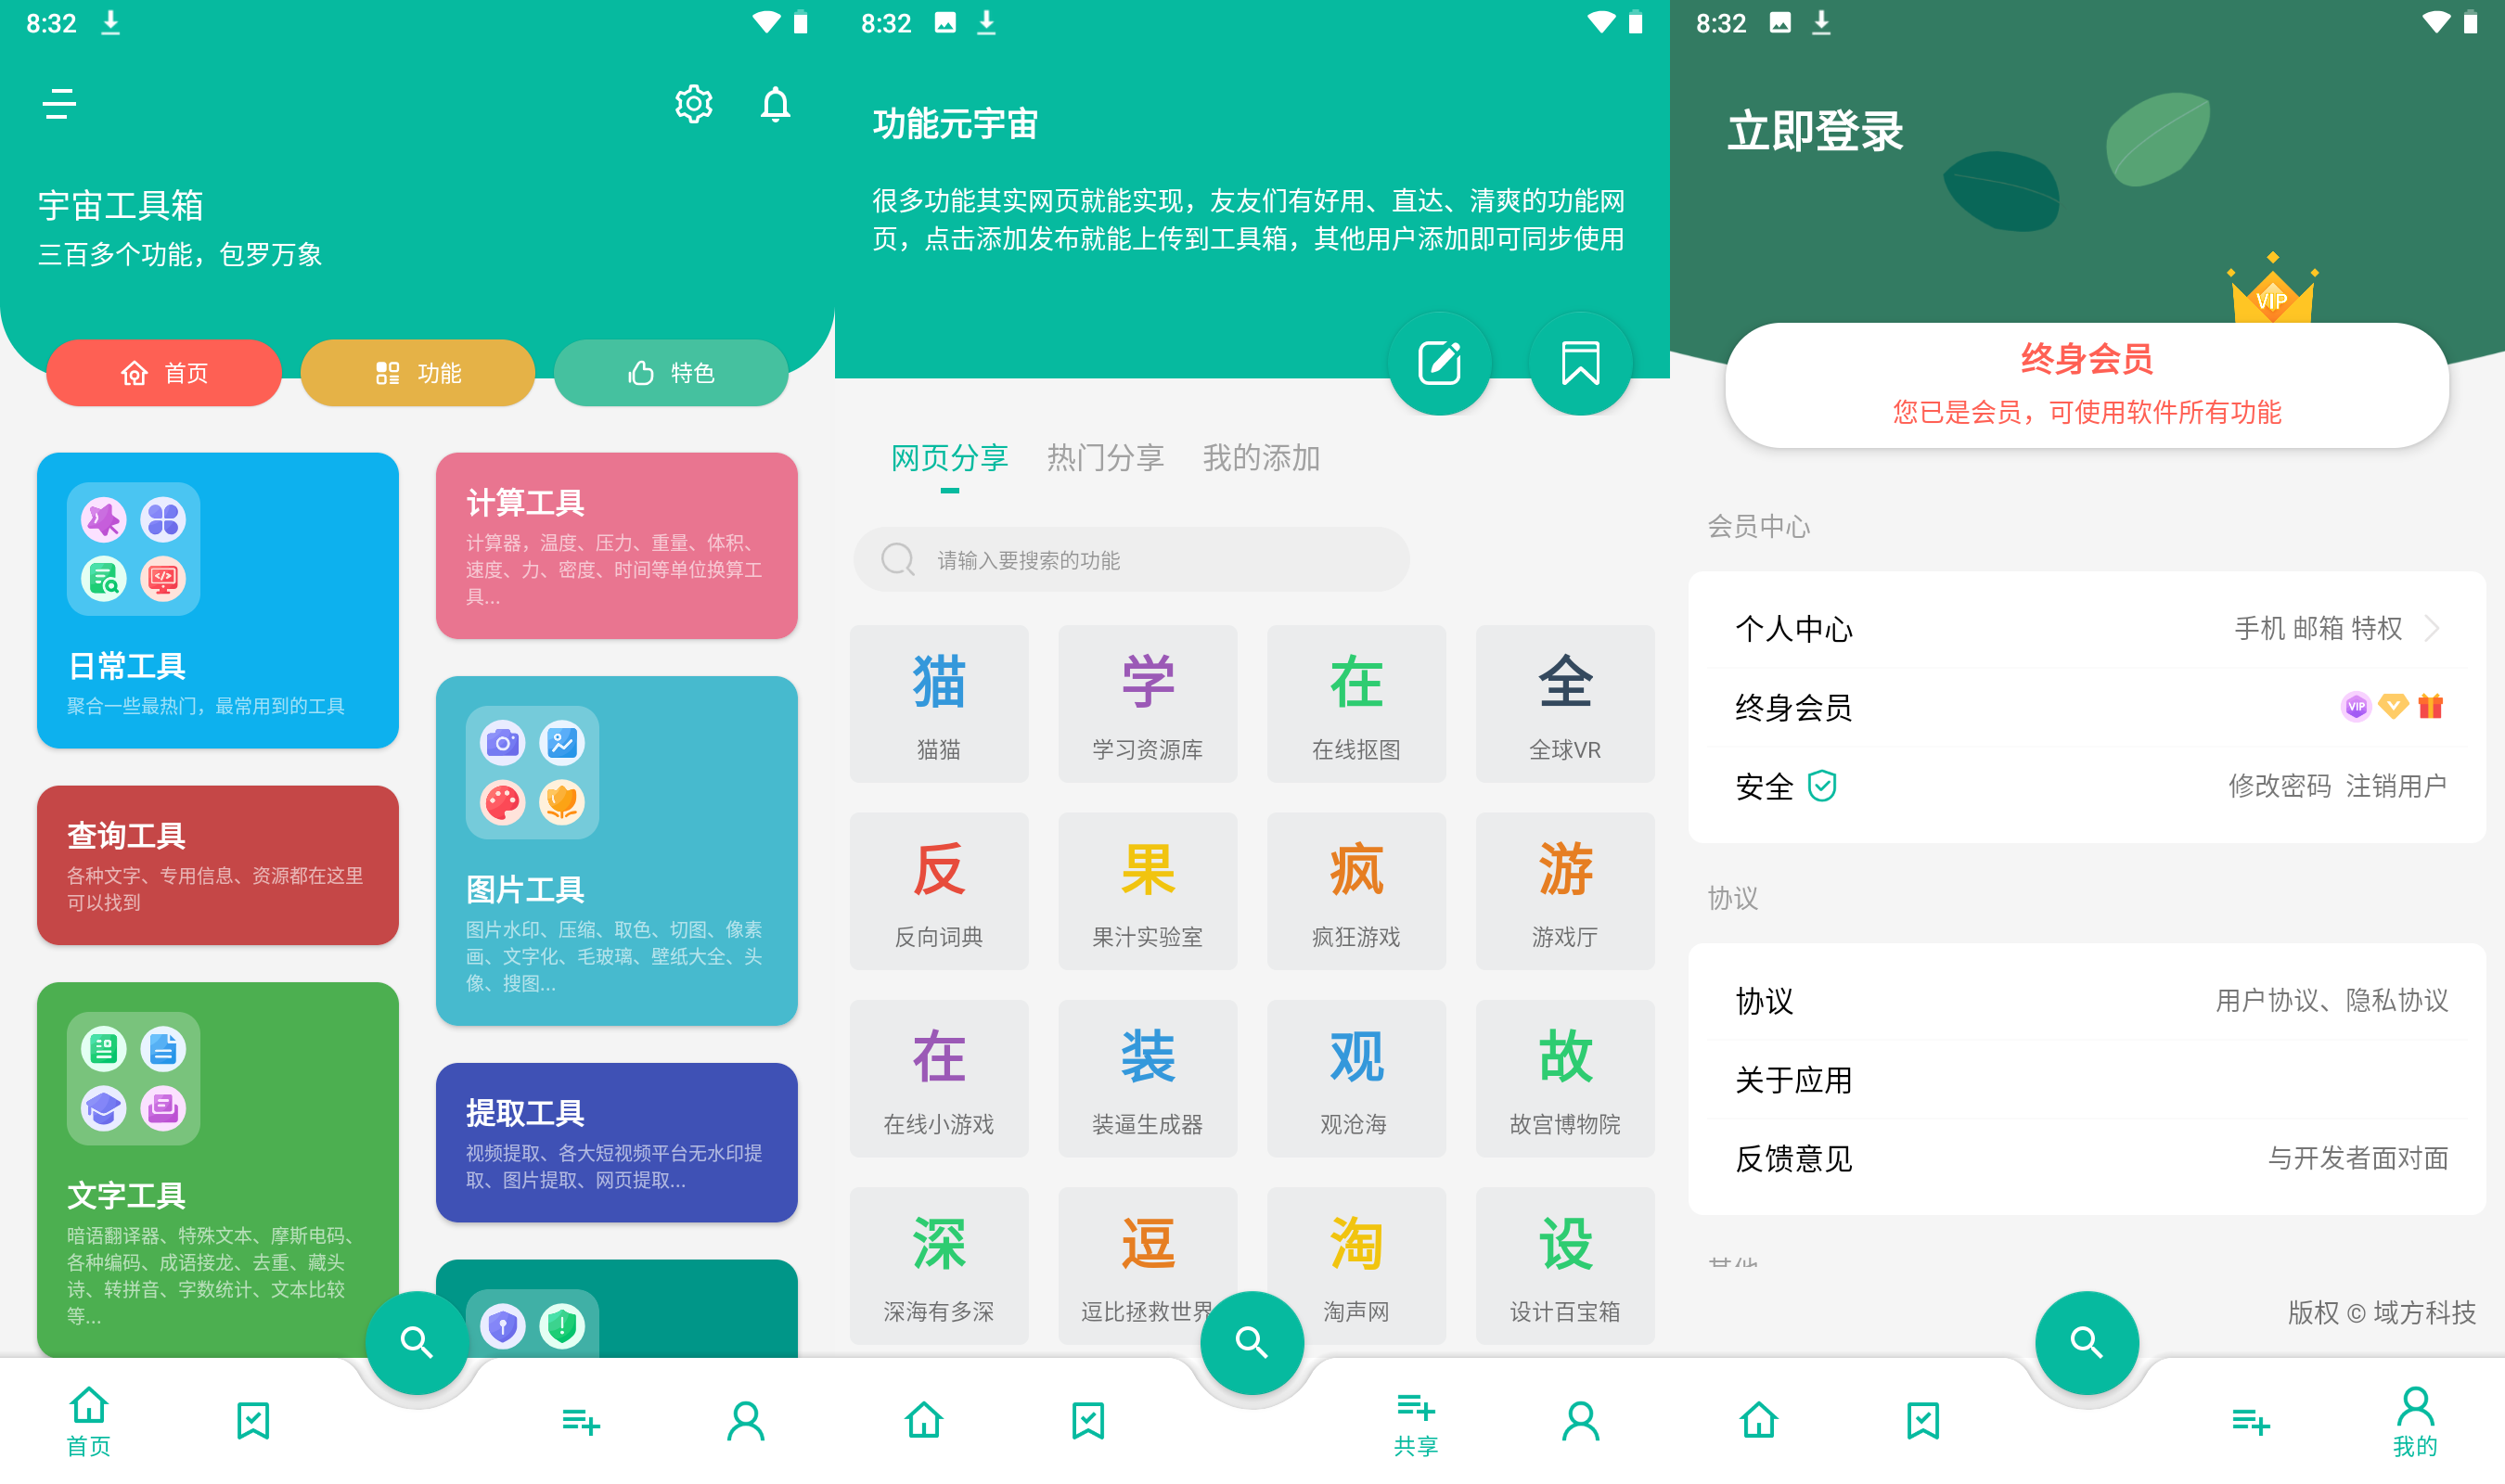 8:32
宇宙工具箱
三百多个功能，包罗万象
首页
功能
特色
日常工具
聚合一些最热门，最常用到的工具
查询工具
各种文字、专用信息、资源都在这里
可以找到
文字工具
暗语翻译器、特殊文本、摩斯电码、
各种编码、成语接龙、去重、藏头
诗、转拼音、字数统计、文本比较
等...
计算工具
计算器，温度、压力、重量、体积、
速度、力、密度、时间等单位换算工
具...
图片工具
图片水印、压缩、取色、切图、像素
画、文字化、毛玻璃、壁纸大全、头
像、搜图...
提取工具
视频提取、各大短视频平台无水印提
取、图片提取、网页提取...
首页
8:32
功能元宇宙
很多功能其实网页就能实现，友友们有好用、直达、清爽的功能网
页，点击添加发布就能上传到工具箱，其他用户添加即可同步使用
网页分享 热门分享 我的添加
请输入要搜索的功能
猫 学 在 全
猫猫 学习资源库 在线抠图 全球VR
反 果 疯 游
反向词典 果汁实验室 疯狂游戏 游戏厅
在 装 观 故
在线小游戏 装逼生成器 观沧海 故宫博物院
深 逗 淘 设
深海有多深 逗比拯救世界 淘声网 设计百宝箱
共享
8:32
立即登录
VIP
终身会员
您已是会员，可使用软件所有功能
会员中心
个人中心 手机 邮箱 特权
终身会员 VIP
安全 修改密码 注销用户
协议
协议 用户协议、隐私协议
关于应用
反馈意见 与开发者面对面
其他
版权 © 域方科技
我的